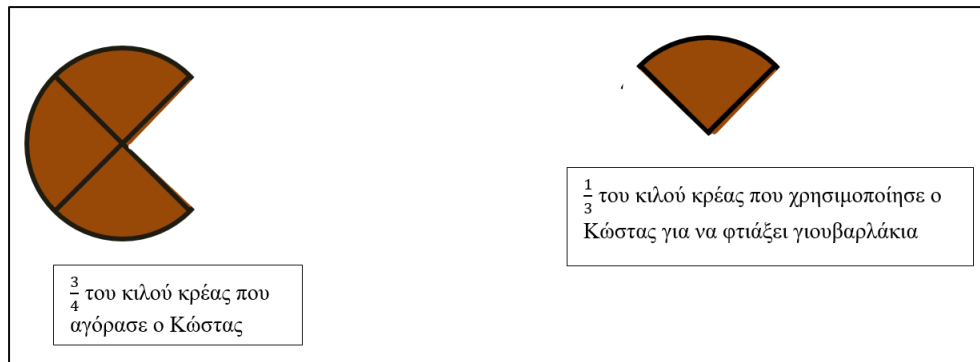 3/4 του κιλού κρέας που
αγόρασε ο Κώστας
1/3 του κιλού κρέας που χρησιμοποίησε ο
Κώστας για να φτιάξει γιουβαρλάκια